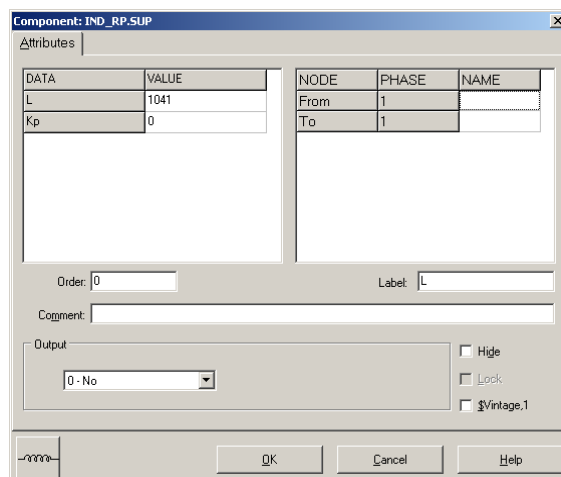 Component: IND_RP.SUP
Attributes
DATA VALUE
L 1041
Kp 0
NODE PHASE NAME
From 1
To 1
Order: 0
Label: L
Comment:
Output
0 - No
Hide
Lock
$Vintage,1
OK Cancel Help